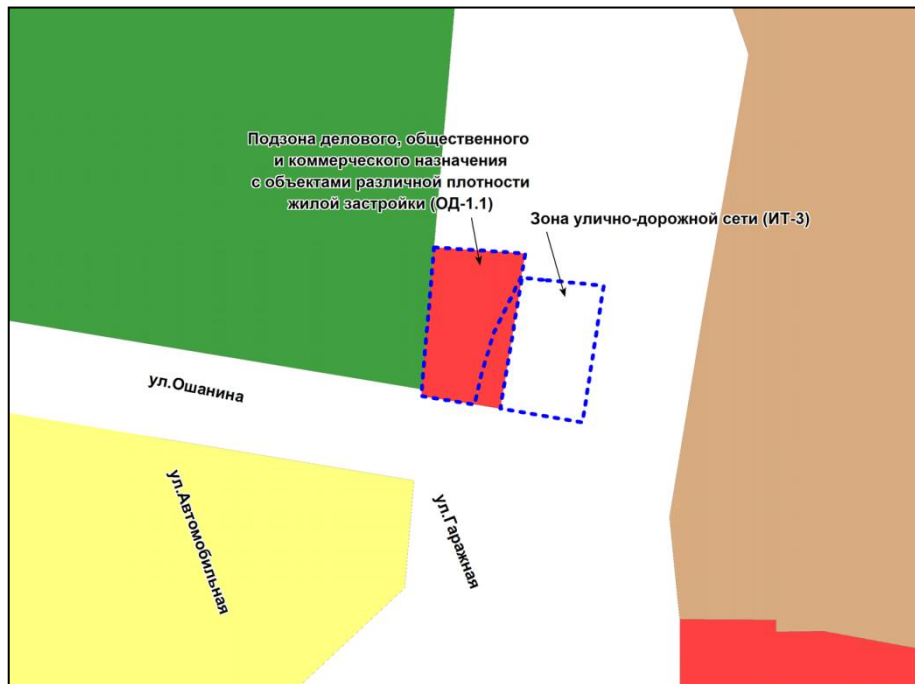 Подзона делового, общественного
и коммерческого назначения
с объектами различной плотности
жилой застройки (ОД-1.1)
Зона улично-дорожной сети (ИТ-3)
ул.Ошанина
ул.Автомобильная
ул.Гаражная